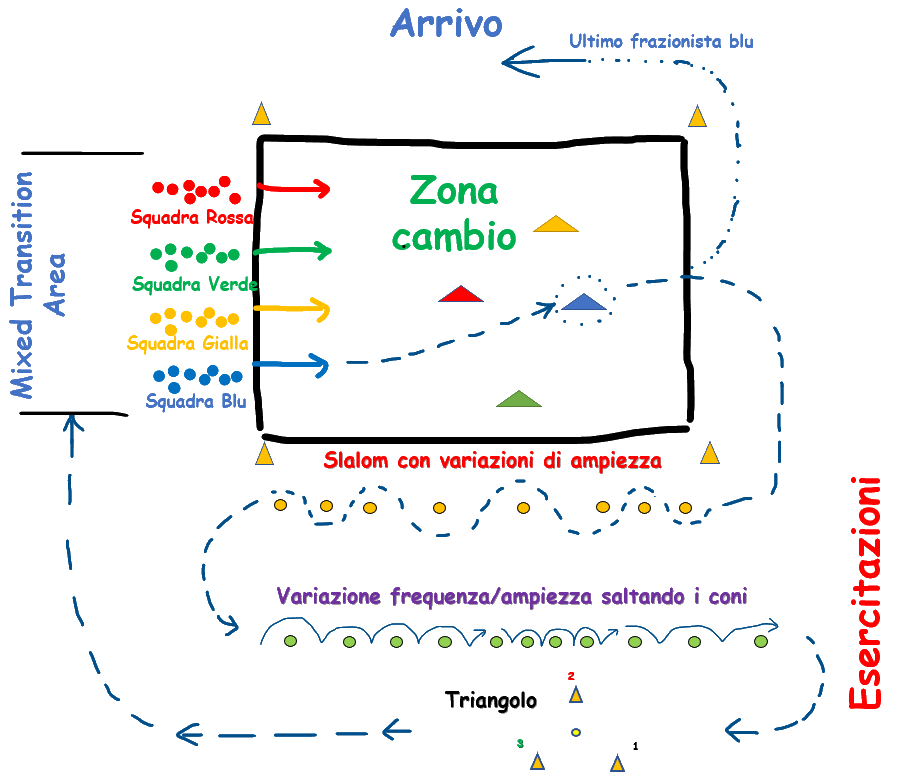 Arrivo
Ultimo frazionista blu
Mixed Transition
Area
Squadra Rossa
Squadra Verde
Squadra Gialla
Squadra Blu
Zona
cambio
Slalom con variazioni di ampiezza
Esercitazioni
Variazione frequenza/ampiezza saltando i coni
Triangolo
2
3
1